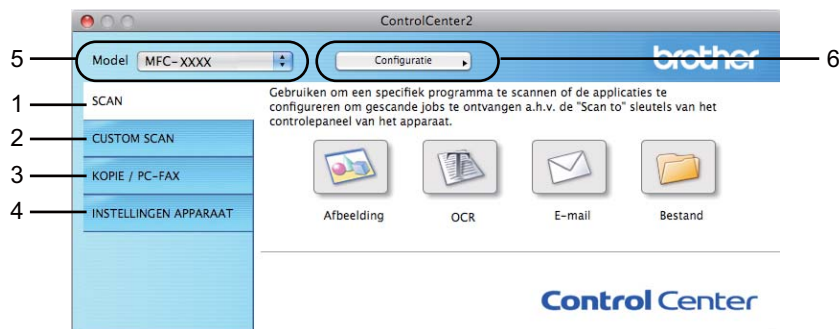 ControlCenter2
5
Model MFC-XXXX
Configuratie
brother
6
1
SCAN
Gebruiken om een specifiek programma te scannen of de applicaties te
configureren om gescande jobs te ontvangen a.h.v. de "Scan to" sleutels van het
controlepaneel van het apparaat.
2
CUSTOM SCAN
3
KOPIE / PC-FAX
4
INSTELLINGEN APPARAAT
Afbeelding
OCR
E-mail
Bestand
Control Center